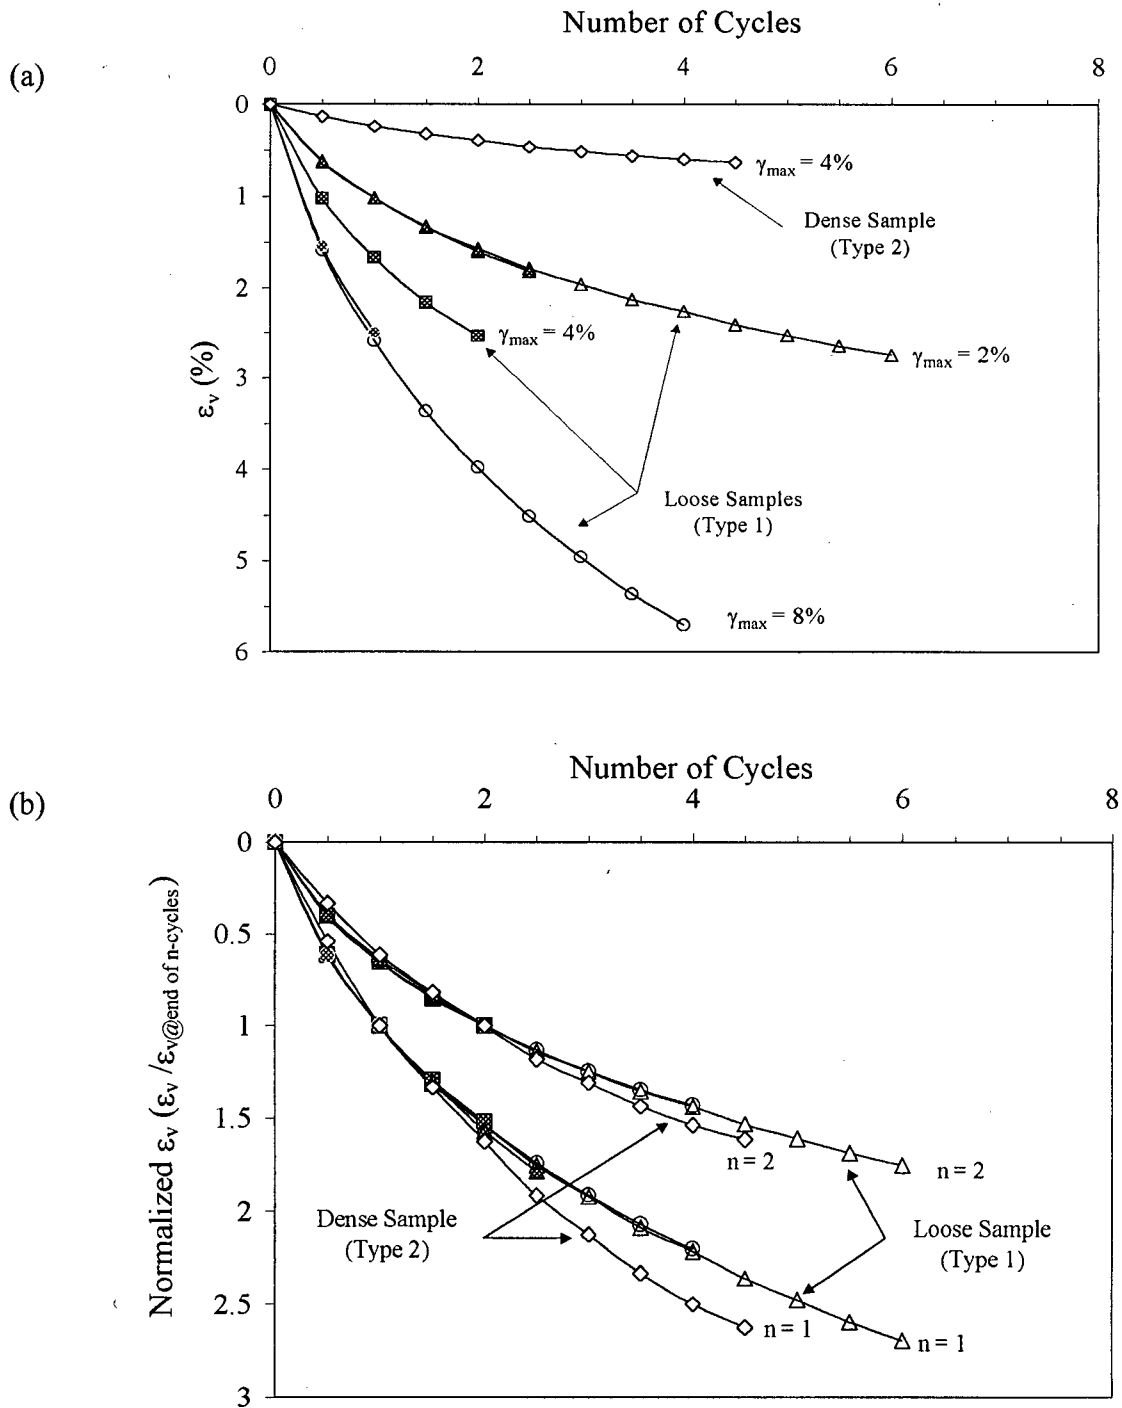 Number of Cycles
(a)
0 2 4 6 8
0
γmax = 4%
1
Dense Sample
(Type 2)
2
γmax = 4%
γmax = 2%
3
εv (%)
4
Loose Samples
(Type 1)
5
γmax = 8%
6
Number of Cycles
(b)
0 2 4 6 8
0
0.5
1
1.5
n = 2
n = 2
2
Dense Sample
(Type 2)
Loose Sample
(Type 1)
2.5
n = 1
n = 1
3
Normalized εv (εv /εv@end of n-cycles)